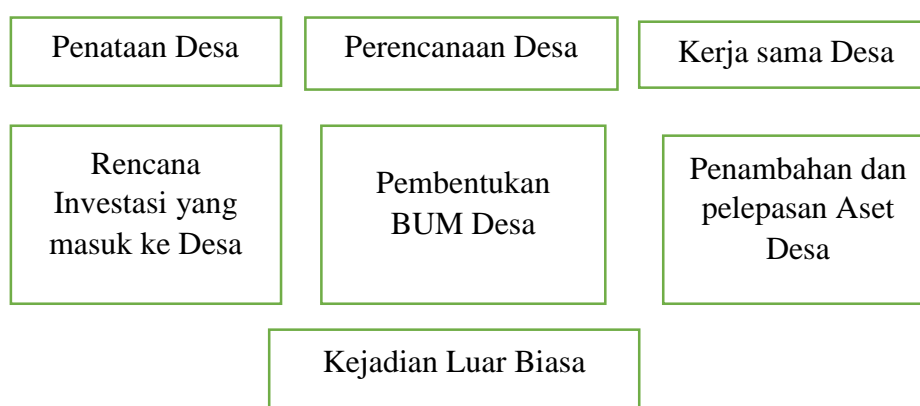 Penataan Desa
Perencanaan Desa
Kerja sama Desa
Rencana
Investasi yang
masuk ke Desa
Pembentukan
BUM Desa
Penambahan dan
pelepasan Aset
Desa
Kejadian Luar Biasa